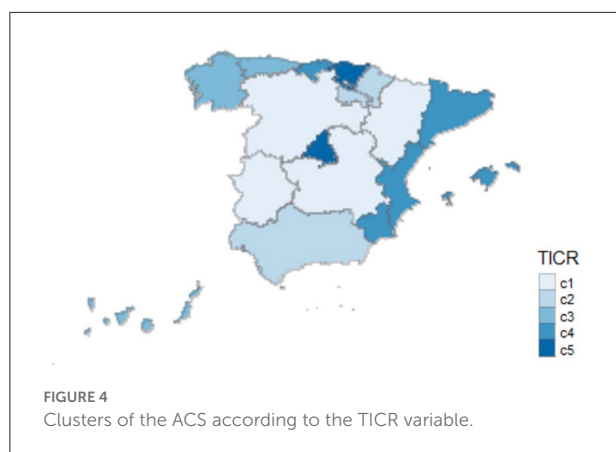 TICR
c1
c2
c3
c4
c5
FIGURE 4
Clusters of the ACS according to the TICR variable.